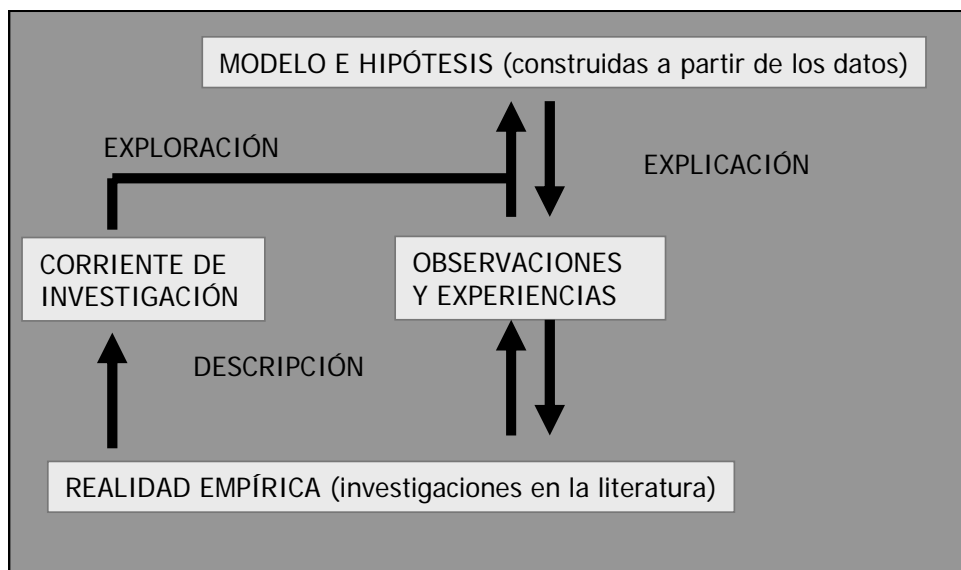 MODELO E HIPÓTESIS (construidas a partir de los datos)
EXPLORACIÓN
EXPLICACIÓN
CORRIENTE DE
INVESTIGACIÓN
OBSERVACIONES
Y EXPERIENCIAS
DESCRIPCIÓN
REALIDAD EMPÍRICA (investigaciones en la literatura)